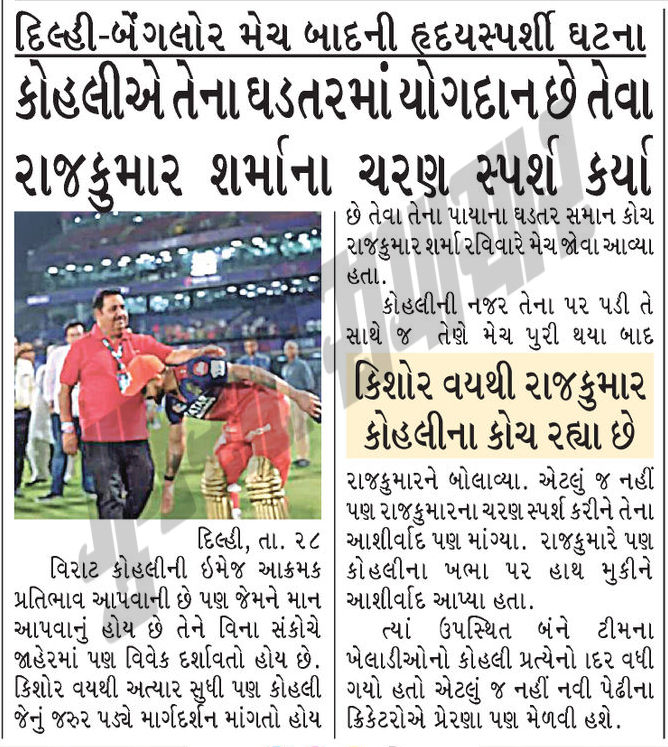 દિલ્હી-બેંગલોર મેચ બાદની હૃદયસ્પર્શી ઘટના
કોહલીએ તેના ઘડતરમાં યોગદાન છે તેવા
રાજકુમાર શર્માના ચરણ સ્પર્શ કર્યા
દિલ્હી, તા. ૨૮
વિરાટ કોહલીની ઇમેજ આક્રમક
પ્રતિભાવ આપવાની છે પણ જેમને માન
આપવાનું હોય છે તેને વિના સંકોચે
જાહેરમાં પણ વિવેક દર્શાવતો હોય છે.
કિશોર વયથી અત્યાર સુધી પણ કોહલી
જેનું જરુર પડ્યે માર્ગદર્શન માંગતો હોય
છે તેવા તેના પાયાના ઘડતર સમાન કોચ
રાજકુમાર શર્મા રવિવારે મેચ જોવા આવ્યા
હતા.
કોહલીની નજર તેના પર પડી તે
સાથે જ તેણે મેચ પુરી થયા બાદ
કિશોર વયથી રાજકુમાર
કોહલીના કોચ રહ્યા છે
રાજકુમારને બોલાવ્યા. એટલું જ નહીં
પણ રાજકુમારના ચરણ સ્પર્શ કરીને તેના
આશીર્વાદ પણ માંગ્યા. રાજકુમારે પણ
કોહલીના ખભા પર હાથ મુકીને
આશીર્વાદ આપ્યા હતા.
ત્યાં ઉપસ્થિત બંને ટીમના
ખેલાડીઓનો કોહલી પ્રત્યેનો ાદર વધી
ગયો હતો એટલું જ નહીં નવી પેઢીના
ક્રિકેટરોએ પ્રેરણા પણ મેળવી હશે.